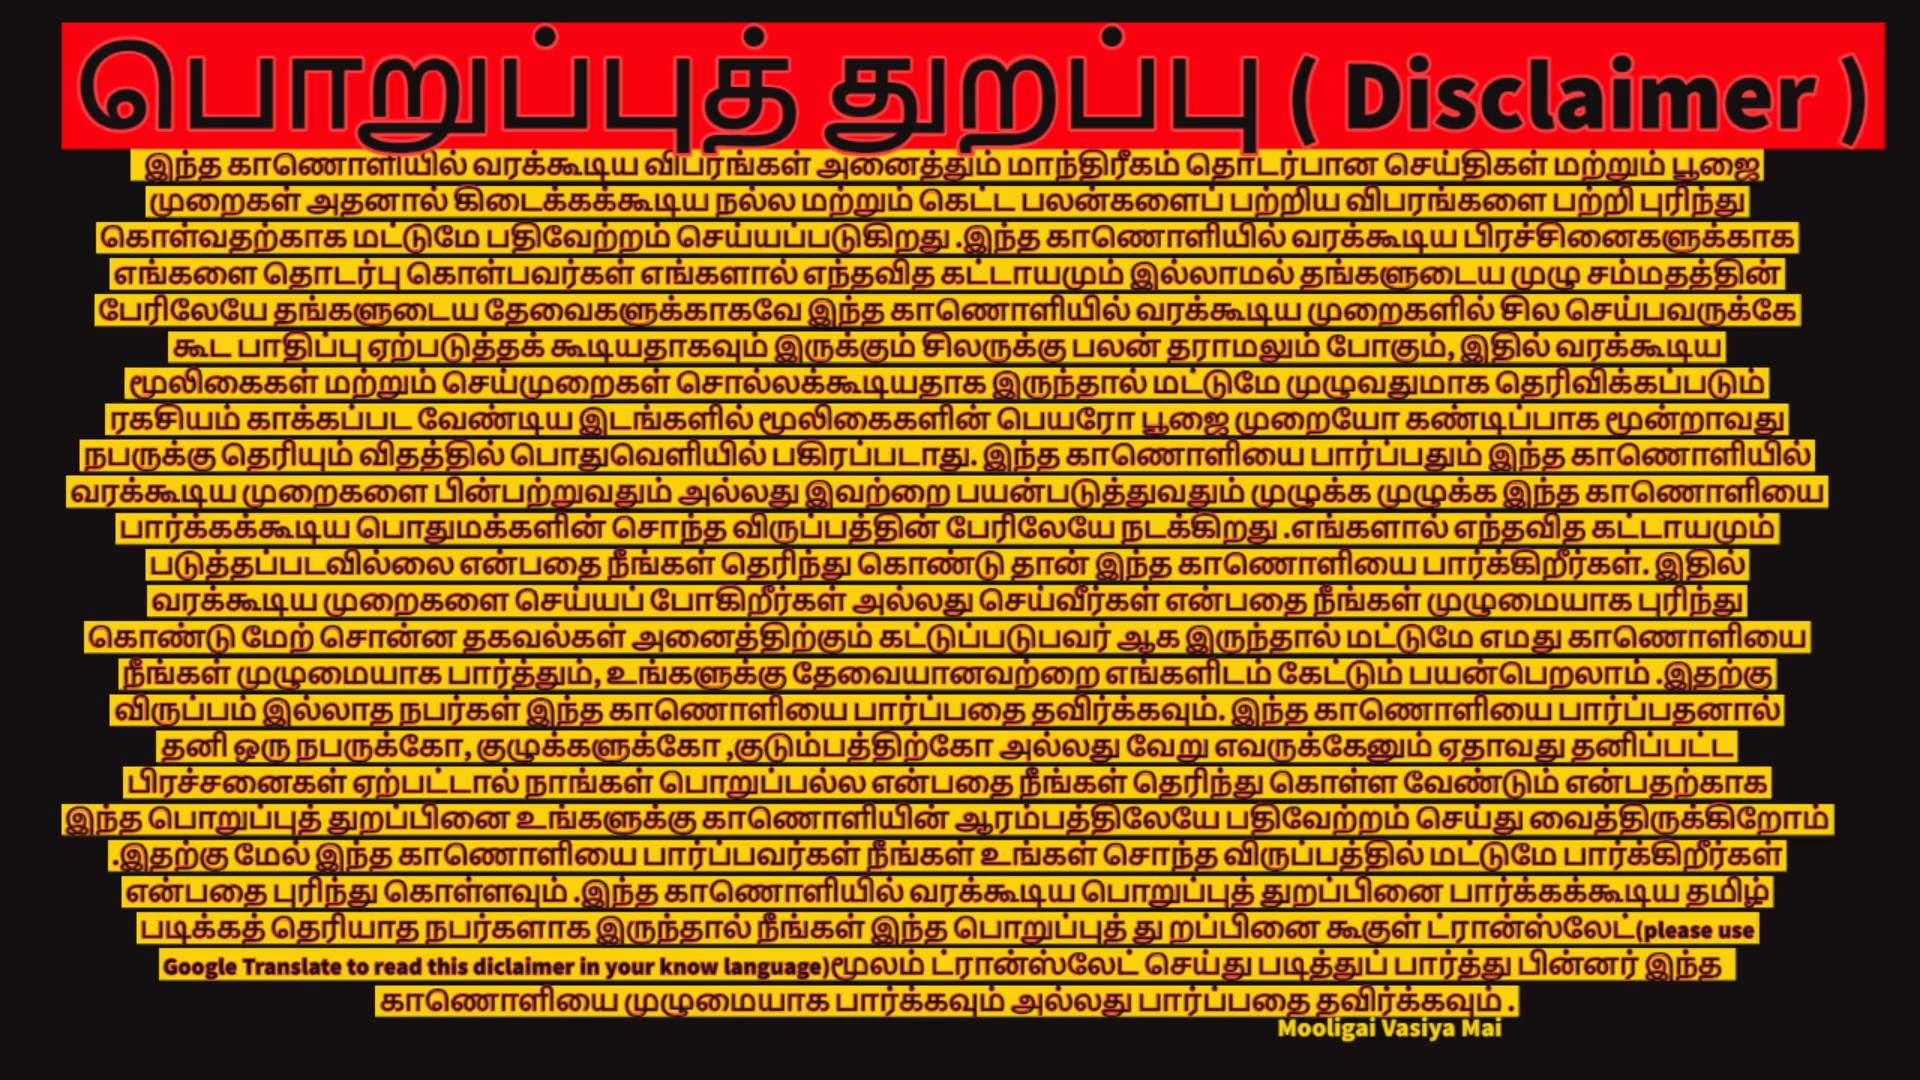 பொறுப்புத் துறப்பு ( Disclaimer )
இந்த காணொளியில் வரக்கூடிய விபரங்கள் அனைத்தும் மாந்திரீகம் தொடர்பான செய்திகள் மற்றும் பூஜை
முறைகள் அதனால் கிடைக்கக்கூடிய நல்ல மற்றும் கெட்ட பலன்களைப் பற்றிய விபரங்களை பற்றி புரிந்து
கொள்வதற்காக மட்டுமே பதிவேற்றம் செய்யப்படுகிறது .இந்த காணொளியில் வரக்கூடிய பிரச்சினைகளுக்காக
எங்களை தொடர்பு கொள்பவர்கள் எங்களால் எந்தவித கட்டாயமும் இல்லாமல் தங்களுடைய முழு சம்மதத்தின்
பேரிலேயே தங்களுடைய தேவைகளுக்காகவே இந்த காணொளியில் வரக்கூடிய முறைகளில் சில செய்பவருக்கே
கூட பாதிப்பு ஏற்படுத்தக் கூடியதாகவும் இருக்கும் சிலருக்கு பலன் தராமலும் போகும், இதில் வரக்கூடிய
மூலிகைகள் மற்றும் செய்முறைகள் சொல்லக்கூடியதாக இருந்தால் மட்டுமே முழுவதுமாக தெரிவிக்கப்படும்
ரகசியம் காக்கப்பட வேண்டிய இடங்களில் மூலிகைகளின் பெயரோ பூஜை முறையோ கண்டிப்பாக மூன்றாவது
நபருக்கு தெரியும் விதத்தில் பொதுவெளியில் பகிரப்படாது. இந்த காணொளியை பார்ப்பதும் இந்த காணொளியில்
வரக்கூடிய முறைகளை பின்பற்றுவதும் அல்லது இவற்றை பயன்படுத்துவதும் முழுக்க முழுக்க இந்த காணொளியை
பார்க்கக்கூடிய பொதுமக்களின் சொந்த விருப்பத்தின் பேரிலேயே நடக்கிறது .எங்களால் எந்தவித கட்டாயமும்
படுத்தப்படவில்லை என்பதை நீங்கள் தெரிந்து கொண்டு தான் இந்த காணொளியை பார்க்கிறீர்கள். இதில்
வரக்கூடிய முறைகளை செய்யப் போகிறீர்கள் அல்லது செய்வீர்கள் என்பதை நீங்கள் முழுமையாக புரிந்து
கொண்டு மேற் சொன்ன தகவல்கள் அனைத்திற்கும் கட்டுப்படுபவர் ஆக இருந்தால் மட்டுமே எமது காணொளியை
நீங்கள் முழுமையாக பார்த்தும், உங்களுக்கு தேவையானவற்றை எங்களிடம் கேட்டும் பயன்பெறலாம் .இதற்கு
விருப்பம் இல்லாத நபர்கள் இந்த காணொளியை பார்ப்பதை தவிர்க்கவும். இந்த காணொளியை பார்ப்பதனால்
தனி ஒரு நபருக்கோ, குழுக்களுக்கோ ,குடும்பத்திற்கோ அல்லது வேறு எவருக்கேனும் ஏதாவது தனிப்பட்ட
பிரச்சனைகள் ஏற்பட்டால் நாங்கள் பொறுப்பல்ல என்பதை நீங்கள் தெரிந்து கொள்ள வேண்டும் என்பதற்காக
இந்த பொறுப்புத் துறப்பினை உங்களுக்கு காணொளியின் ஆரம்பத்திலேயே பதிவேற்றம் செய்து வைத்திருக்கிறோம்
.இதற்கு மேல் இந்த காணொளியை பார்ப்பவர்கள் நீங்கள் உங்கள் சொந்த விருப்பத்தில் மட்டுமே பார்க்கிறீர்கள்
என்பதை புரிந்து கொள்ளவும் .இந்த காணொளியில் வரக்கூடிய பொறுப்புத் துறப்பினை பார்க்கக்கூடிய தமிழ்
படிக்கத் தெரியாத நபர்களாக இருந்தால் நீங்கள் இந்த பொறுப்புத் து றப்பினை கூகுள் ட்ரான்ஸ்லேட்(please use
Google Translate to read this diclaimer in your know language)மூலம் ட்ரான்ஸ்லேட் செய்து படித்துப் பார்த்து பின்னர் இந்த
காணொளியை முழுமையாக பார்க்கவும் அல்லது பார்ப்பதை தவிர்க்கவும் .
Mooligai Vasiya Mai